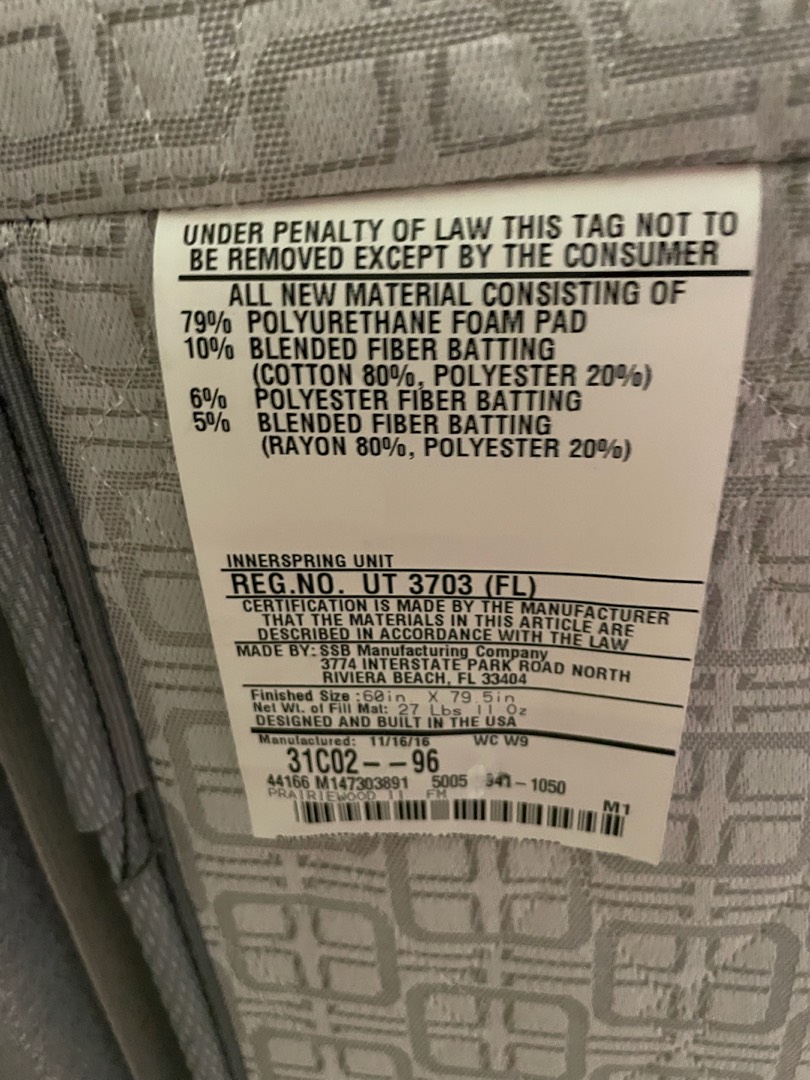 UNDER PENALTY OF LAW THIS TAG NOT TO
BE REMOVED EXCEPT BY THE CONSUMER
ALL NEW MATERIAL CONSISTING OF
79% POLYURETHANE FOAM PAD
10% BLENDED FIBER BATTING
(COTTON 80%, POLYESTER 20%)
6% POLYESTER FIBER BATTING
5% BLENDED FIBER BATTING
(RAYON 80%, POLYESTER 20%)
INNERSPRING UNIT
REG.NO. UT 3703 (FL)
CERTIFICATION IS MADE BY THE MANUFACTURER
THAT THE MATERIALS IN THIS ARTICLE ARE
DESCRIBED IN ACCORDANCE WITH THE LAW
MADE BY: SSB Manufacturing Company
3774 INTERSTATE PARK ROAD NORTH
RIVIERA BEACH, FL 33404
Finished Size :60in X 79.5in
Net Wt. of Fill Mat: 27 Lbs 11 Oz
DESIGNED AND BUILT IN THE USA
Manufactured: 11/16/16 WC W9
31C02--96
44166 M147303891 5005 941-1050
PRAIRIEWOOD II FM
M1